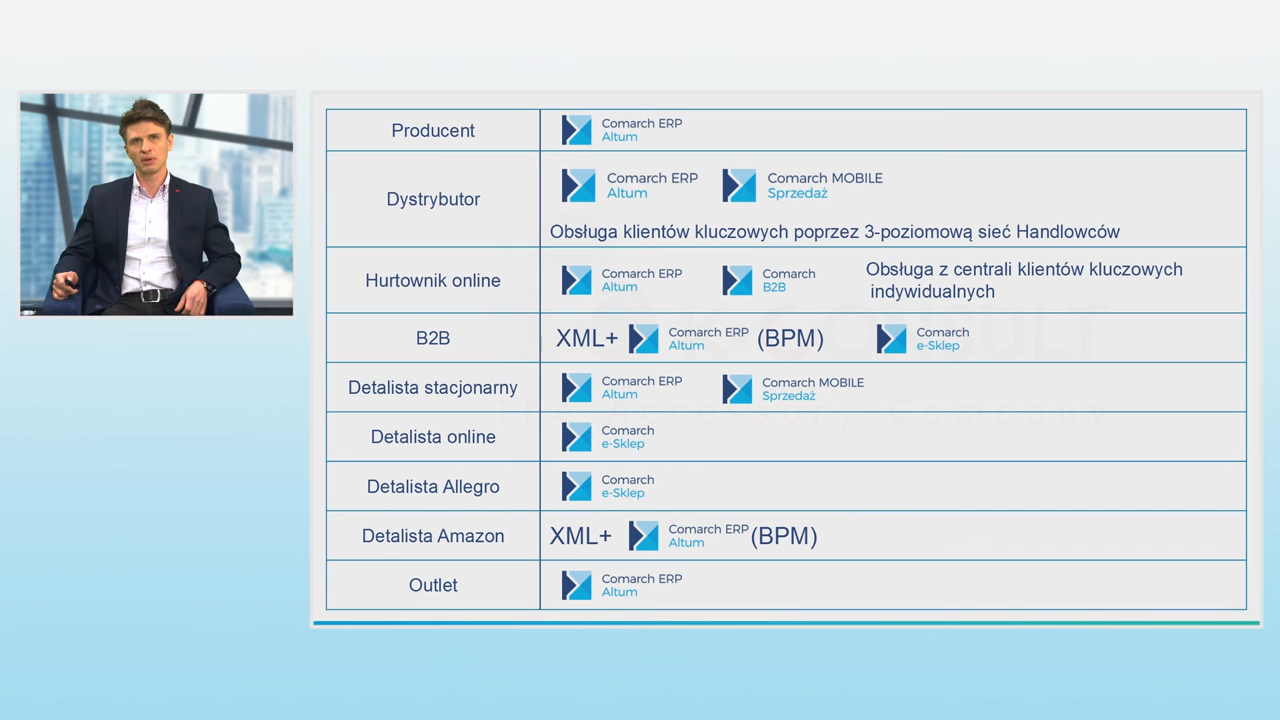 Producent
Comarch ERP
Altum
Dystrybutor
Comarch ERP
Altum
Comarch MOBILE
Sprzedaż
Obsługa klientów kluczowych poprzez 3-poziomową sieć Handlowców
Hurtownik online
Comarch ERP
Altum
Comarch
B2B
Obsługa z centrali klientów kluczowych
indywidualnych
B2B
XML+
Comarch ERP
Altum
(BPM)
Comarch
e-Sklep
Detalista stacjonarny
Comarch ERP
Altum
Comarch MOBILE
Sprzedaż
The Accessory Company
Detalista online
Comarch
e-Sklep
Detalista Allegro
Comarch
e-Sklep
Detalista Amazon
XML+
Comarch ERP
Altum
(BPM)
Outlet
Comarch ERP
Altum